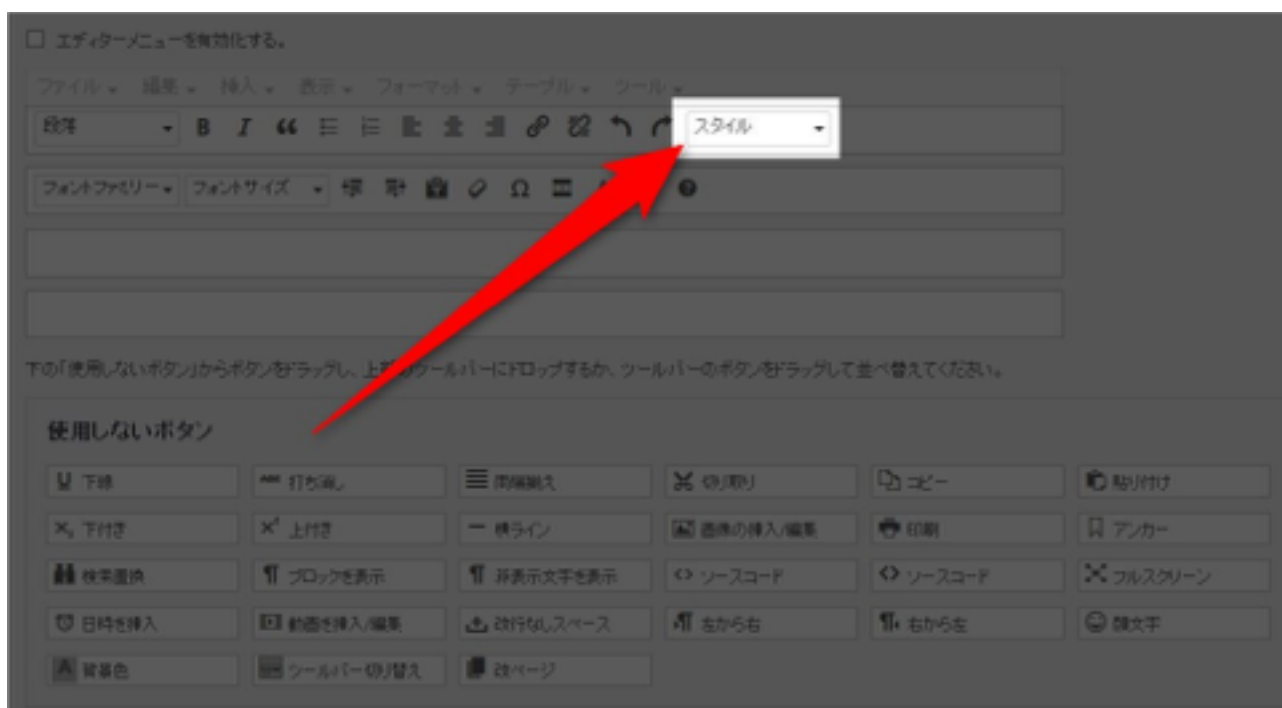 エディターメニューを有効化する。
ファイル 編集 挿入 表示 フォーマット テーブル ツール
段落 B I スタイル
フォントファミリー フォントサイズ Ω
下の「使用しないボタン」からボタンをドラッグし、上部のツールバーにドロップするか、ツールバーのボタンをドラッグして並べ替えてください。
使用しないボタン
U 下線 ABC 打ち消し 両端揃え 切り取り コピー 貼り付け
下付き 上付き 横ライン 画像の挿入/編集 印刷 アンカー
検索置換 ブロックを表示 非表示文字を表示 ソースコード ソースコード フルスクリーン
日時を挿入 動画を挿入/編集 改行なしスペース 左から右 右から左 顔文字
A 背景色 ツールバー切り替え 改ページ